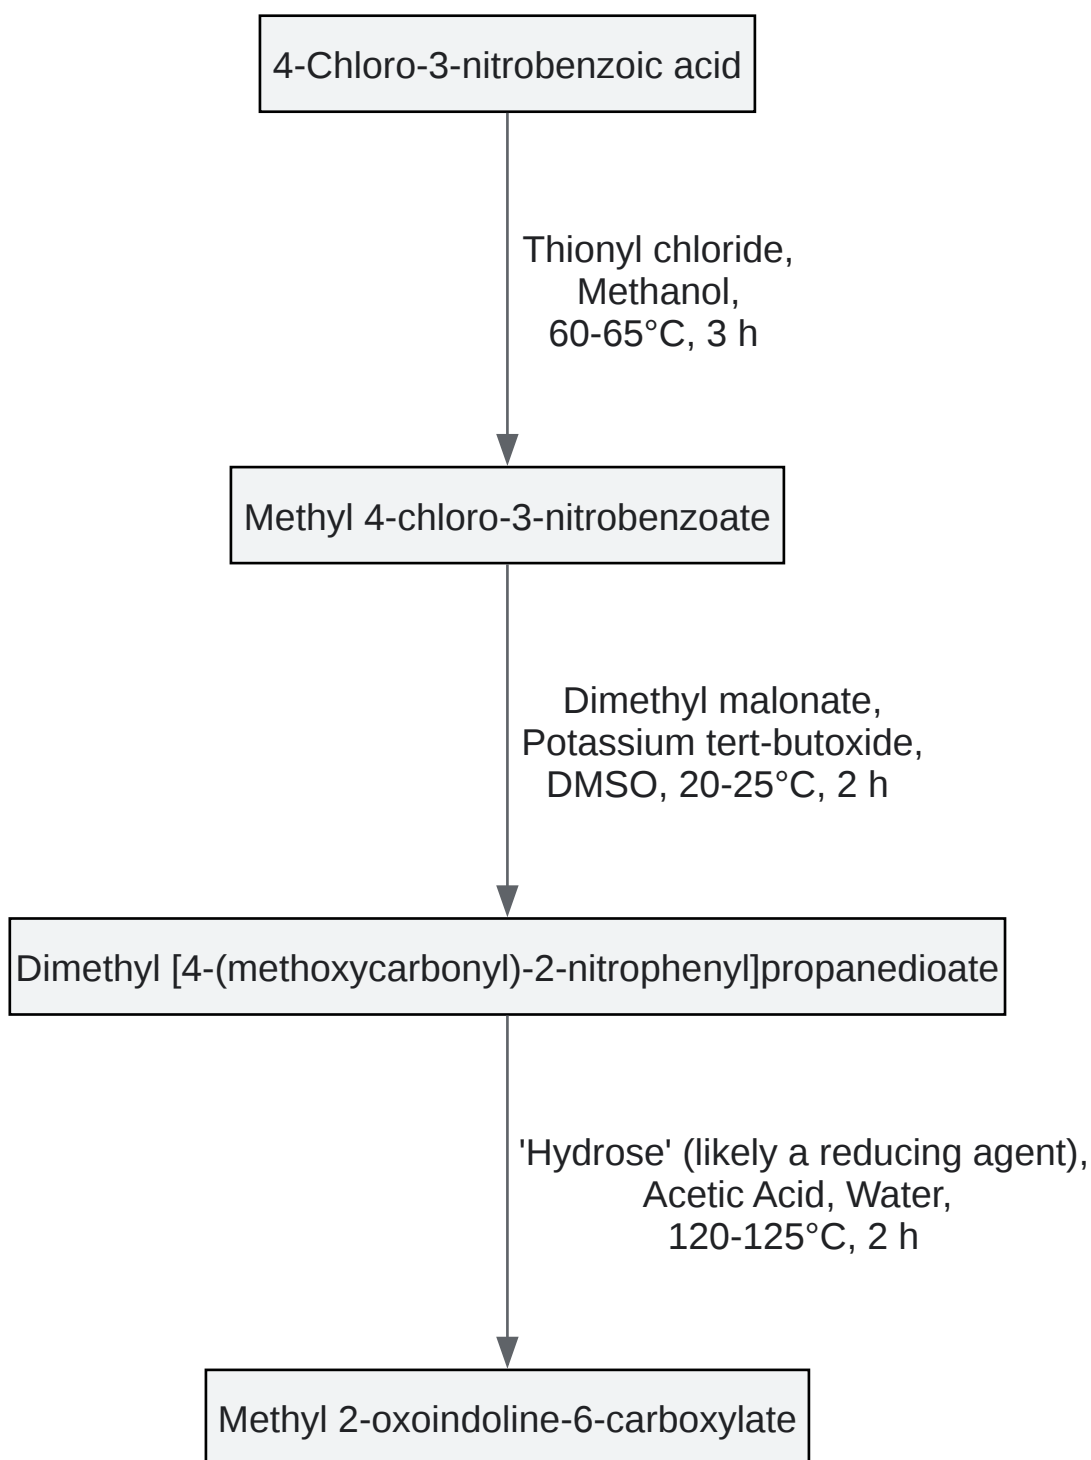 4-Chloro-3-nitrobenzoic acid
Thionyl chloride,
Methanol,
60-65°C, 3 h
Methyl 4-chloro-3-nitrobenzoate
Dimethyl malonate,
Potassium tert-butoxide,
DMSO, 20-25°C, 2 h
Dimethyl [4-(methoxycarbonyl)-2-nitrophenyl]propanedioate
'Hydrose' (likely a reducing agent),
Acetic Acid, Water,
120-125°C, 2 h
Methyl 2-oxoindoline-6-carboxylate